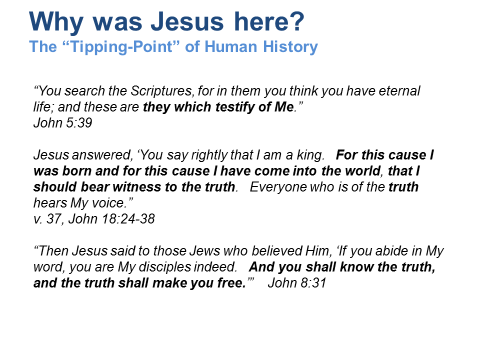 Why was Jesus here?
The “Tipping-Point” of Human History
“You search the Scriptures, for in them you think you have eternal
life; and these are they which testify of Me.”
John 5:39
Jesus answered, ‘You say rightly that I am a king.   For this cause I
was born and for this cause I have come into the world, that I
should bear witness to the truth.   Everyone who is of the truth
hears My voice.”
v. 37, John 18:24-38
“Then Jesus said to those Jews who believed Him, ‘If you abide in My
word, you are My disciples indeed.   And you shall know the truth,
and the truth shall make you free.’”    John 8:31